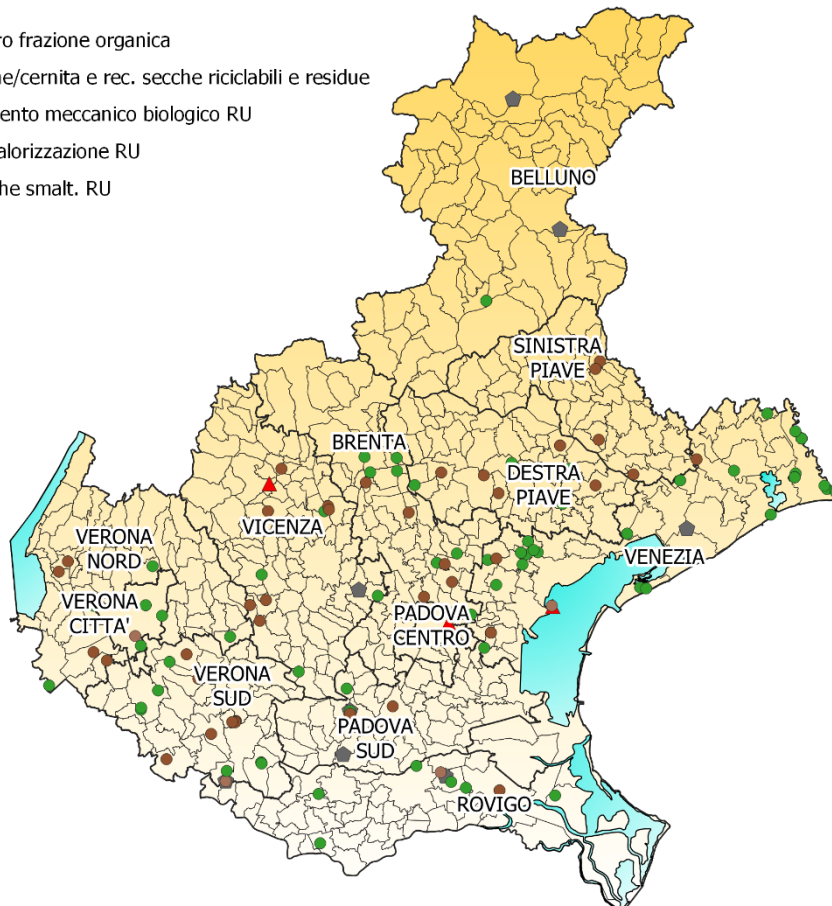 ro frazione organica
ne/cernita e rec. secche riciclabili e residue
ento meccanico biologico RU
alorizzazione RU
he smalt. RU
BELLUNO
SINISTRA
PIAVE
BRENTA
DESTRA
PIAVE
VICENZA
VERONA
NORD
VENEZIA
VERONA
CITTA'
PADOVA
CENTRO
VERONA
SUD
PADOVA
SUD
ROVIGO